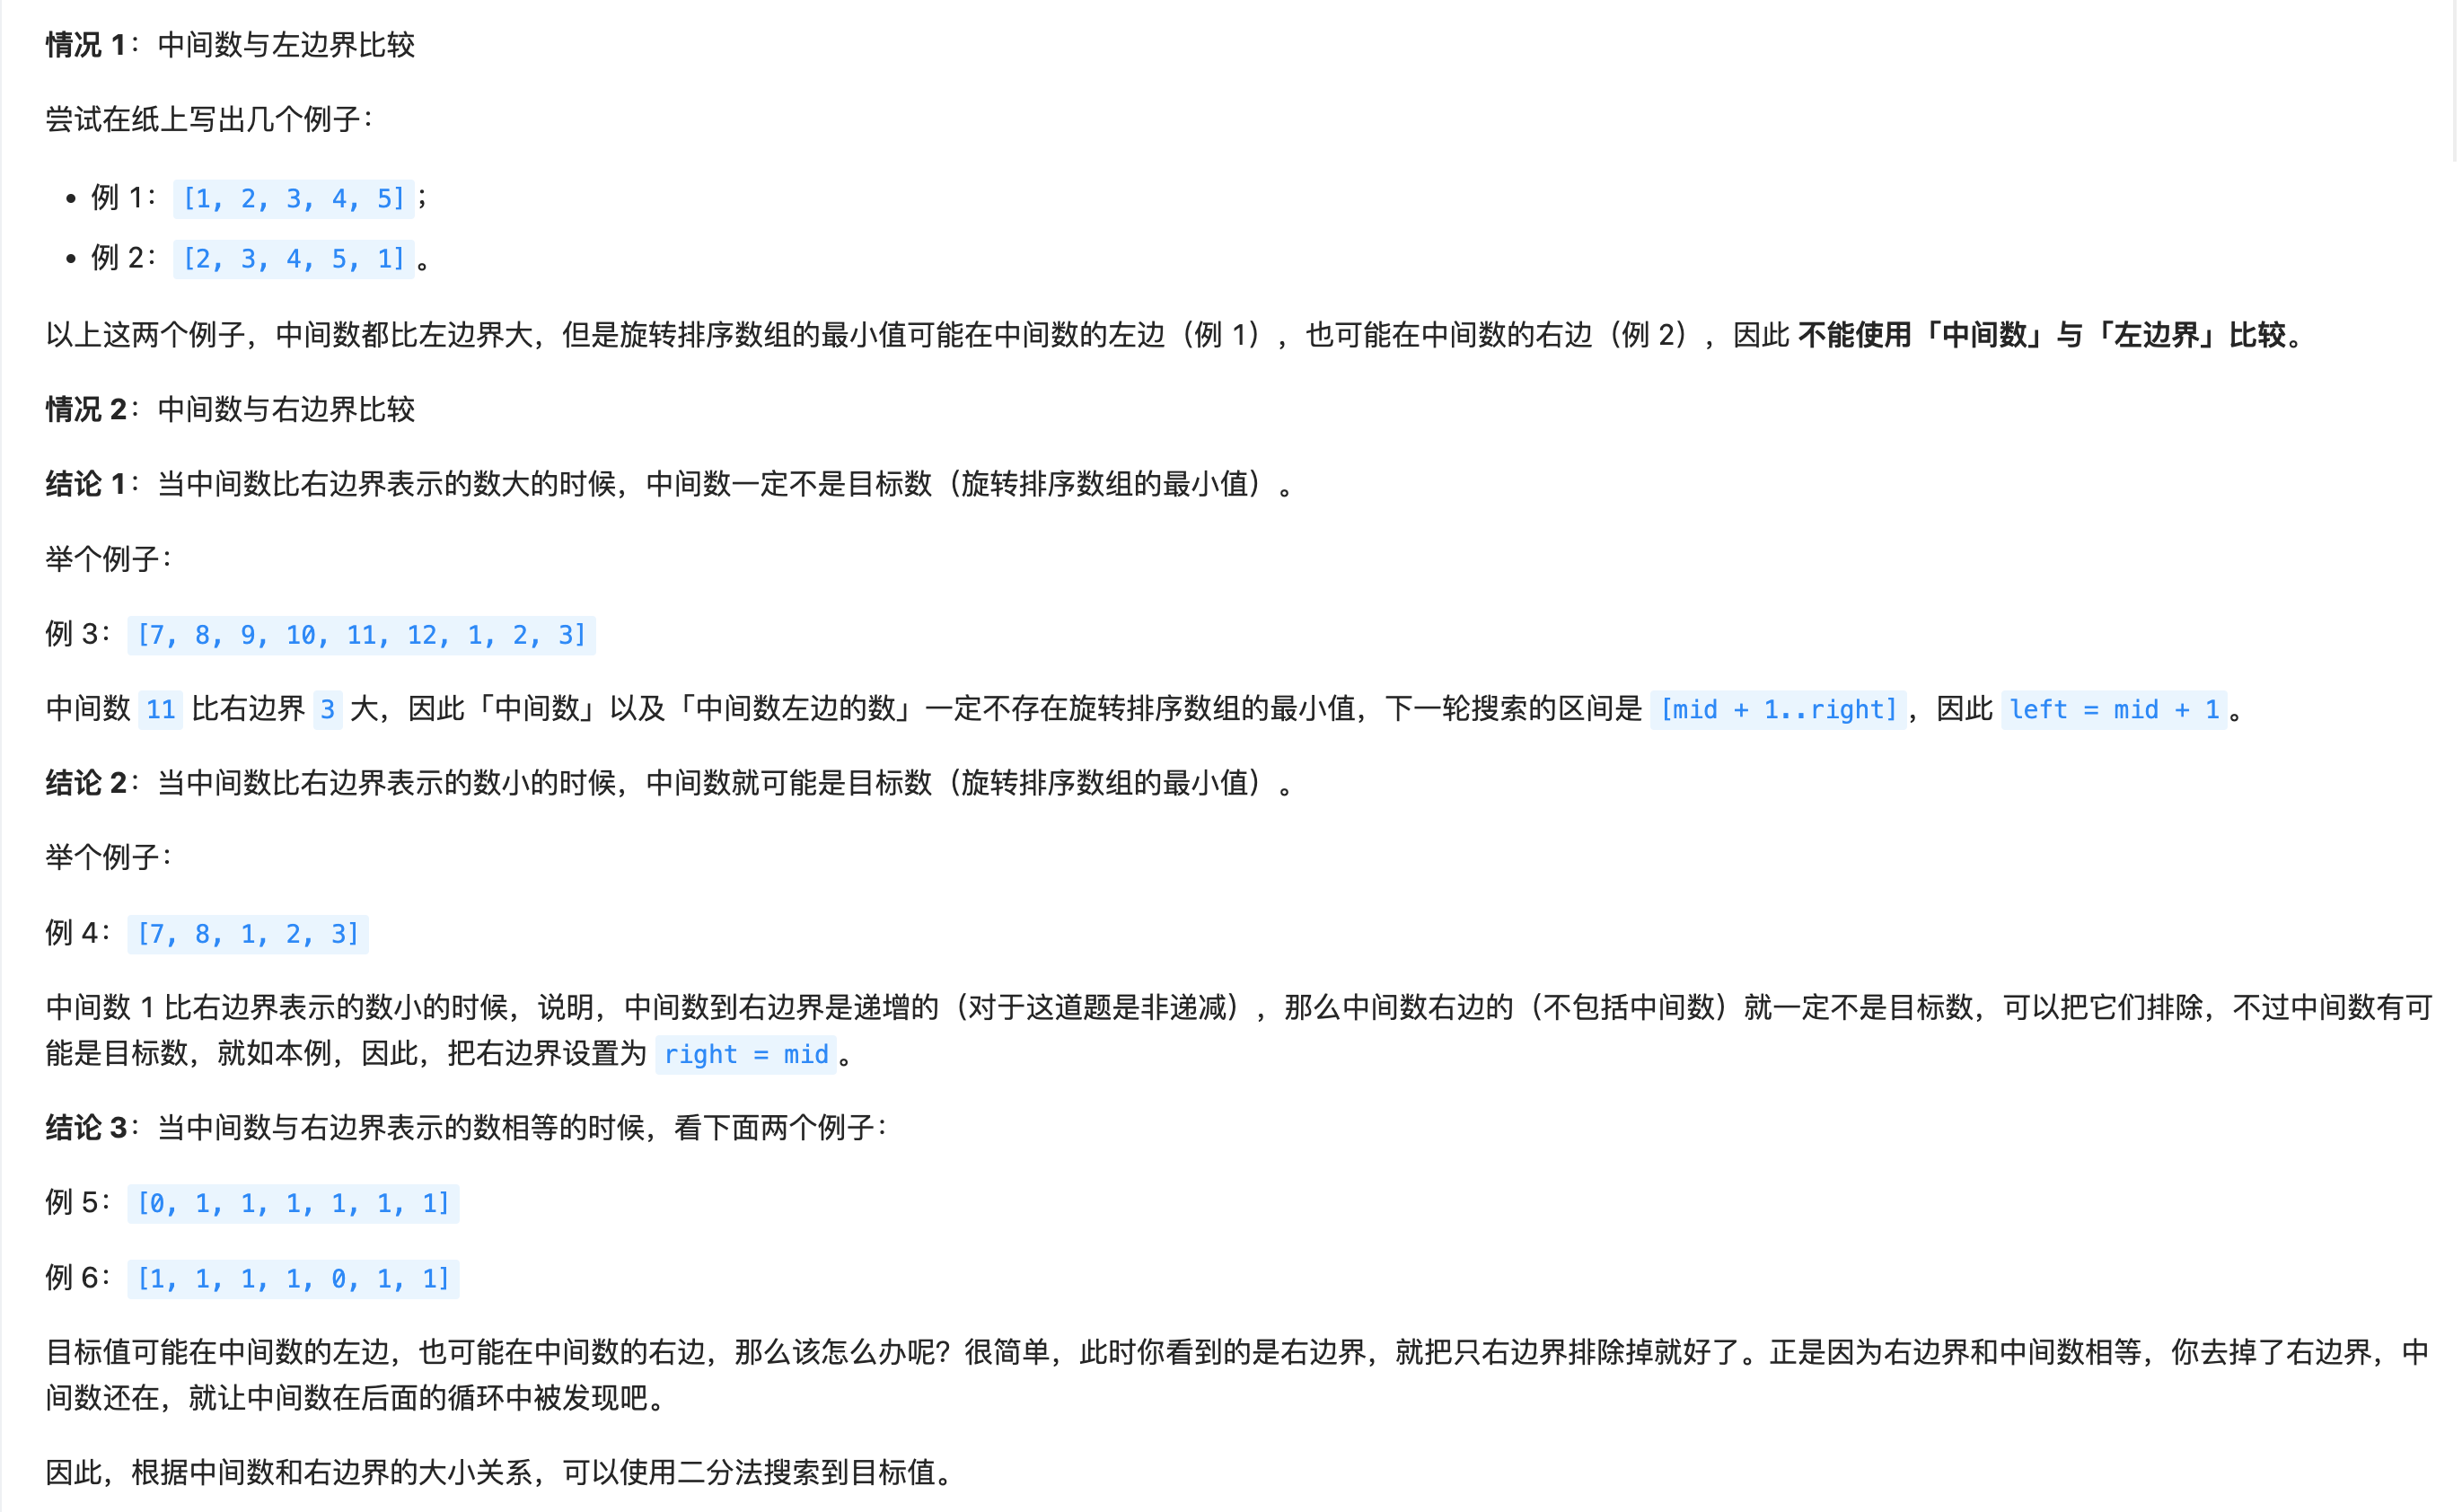 情况 1：中间数与左边界比较
尝试在纸上写出几个例子：
• 例 1： [1, 2, 3, 4, 5]；
• 例 2： [2, 3, 4, 5, 1]。
以上这两个例子，中间数都比左边界大，但是旋转排序数组的最小值可能在中间数的左边（例 1），也可能在中间数的右边（例 2），因此 不能使用「中间数」与「左边界」比较。
情况 2：中间数与右边界比较
结论 1：当中间数比右边界表示的数大的时候，中间数一定不是目标数（旋转排序数组的最小值）。
举个例子：
例 3： [7, 8, 9, 10, 11, 12, 1, 2, 3]
中间数 11 比右边界 3 大，因此「中间数」以及「中间数左边的数」一定不存在旋转排序数组的最小值，下一轮搜索的区间是 [mid + 1..right]，因此 left = mid + 1。
结论 2：当中间数比右边界表示的数小的时候，中间数就可能是目标数（旋转排序数组的最小值）。
举个例子：
例 4： [7, 8, 1, 2, 3]
中间数 1 比右边界表示的数小的时候，说明，中间数到右边界是递增的（对于这道题是非递减），那么中间数右边的（不包括中间数）就一定不是目标数，可以把它们排除，不过中间数有可
能是目标数，就如本例，因此，把右边界设置为 right = mid。
结论 3：当中间数与右边界表示的数相等的时候，看下面两个例子：
例 5： [0, 1, 1, 1, 1, 1, 1]
例 6： [1, 1, 1, 1, 0, 1, 1]
目标值可能在中间数的左边，也可能在中间数的右边，那么该怎么办呢？很简单，此时你看到的是右边界，就把只右边界排除掉就好了。正是因为右边界和中间数相等，你去掉了右边界，中
间数还在，就让中间数在后面的循环中被发现吧。
因此，根据中间数和右边界的大小关系，可以使用二分法搜索到目标值。